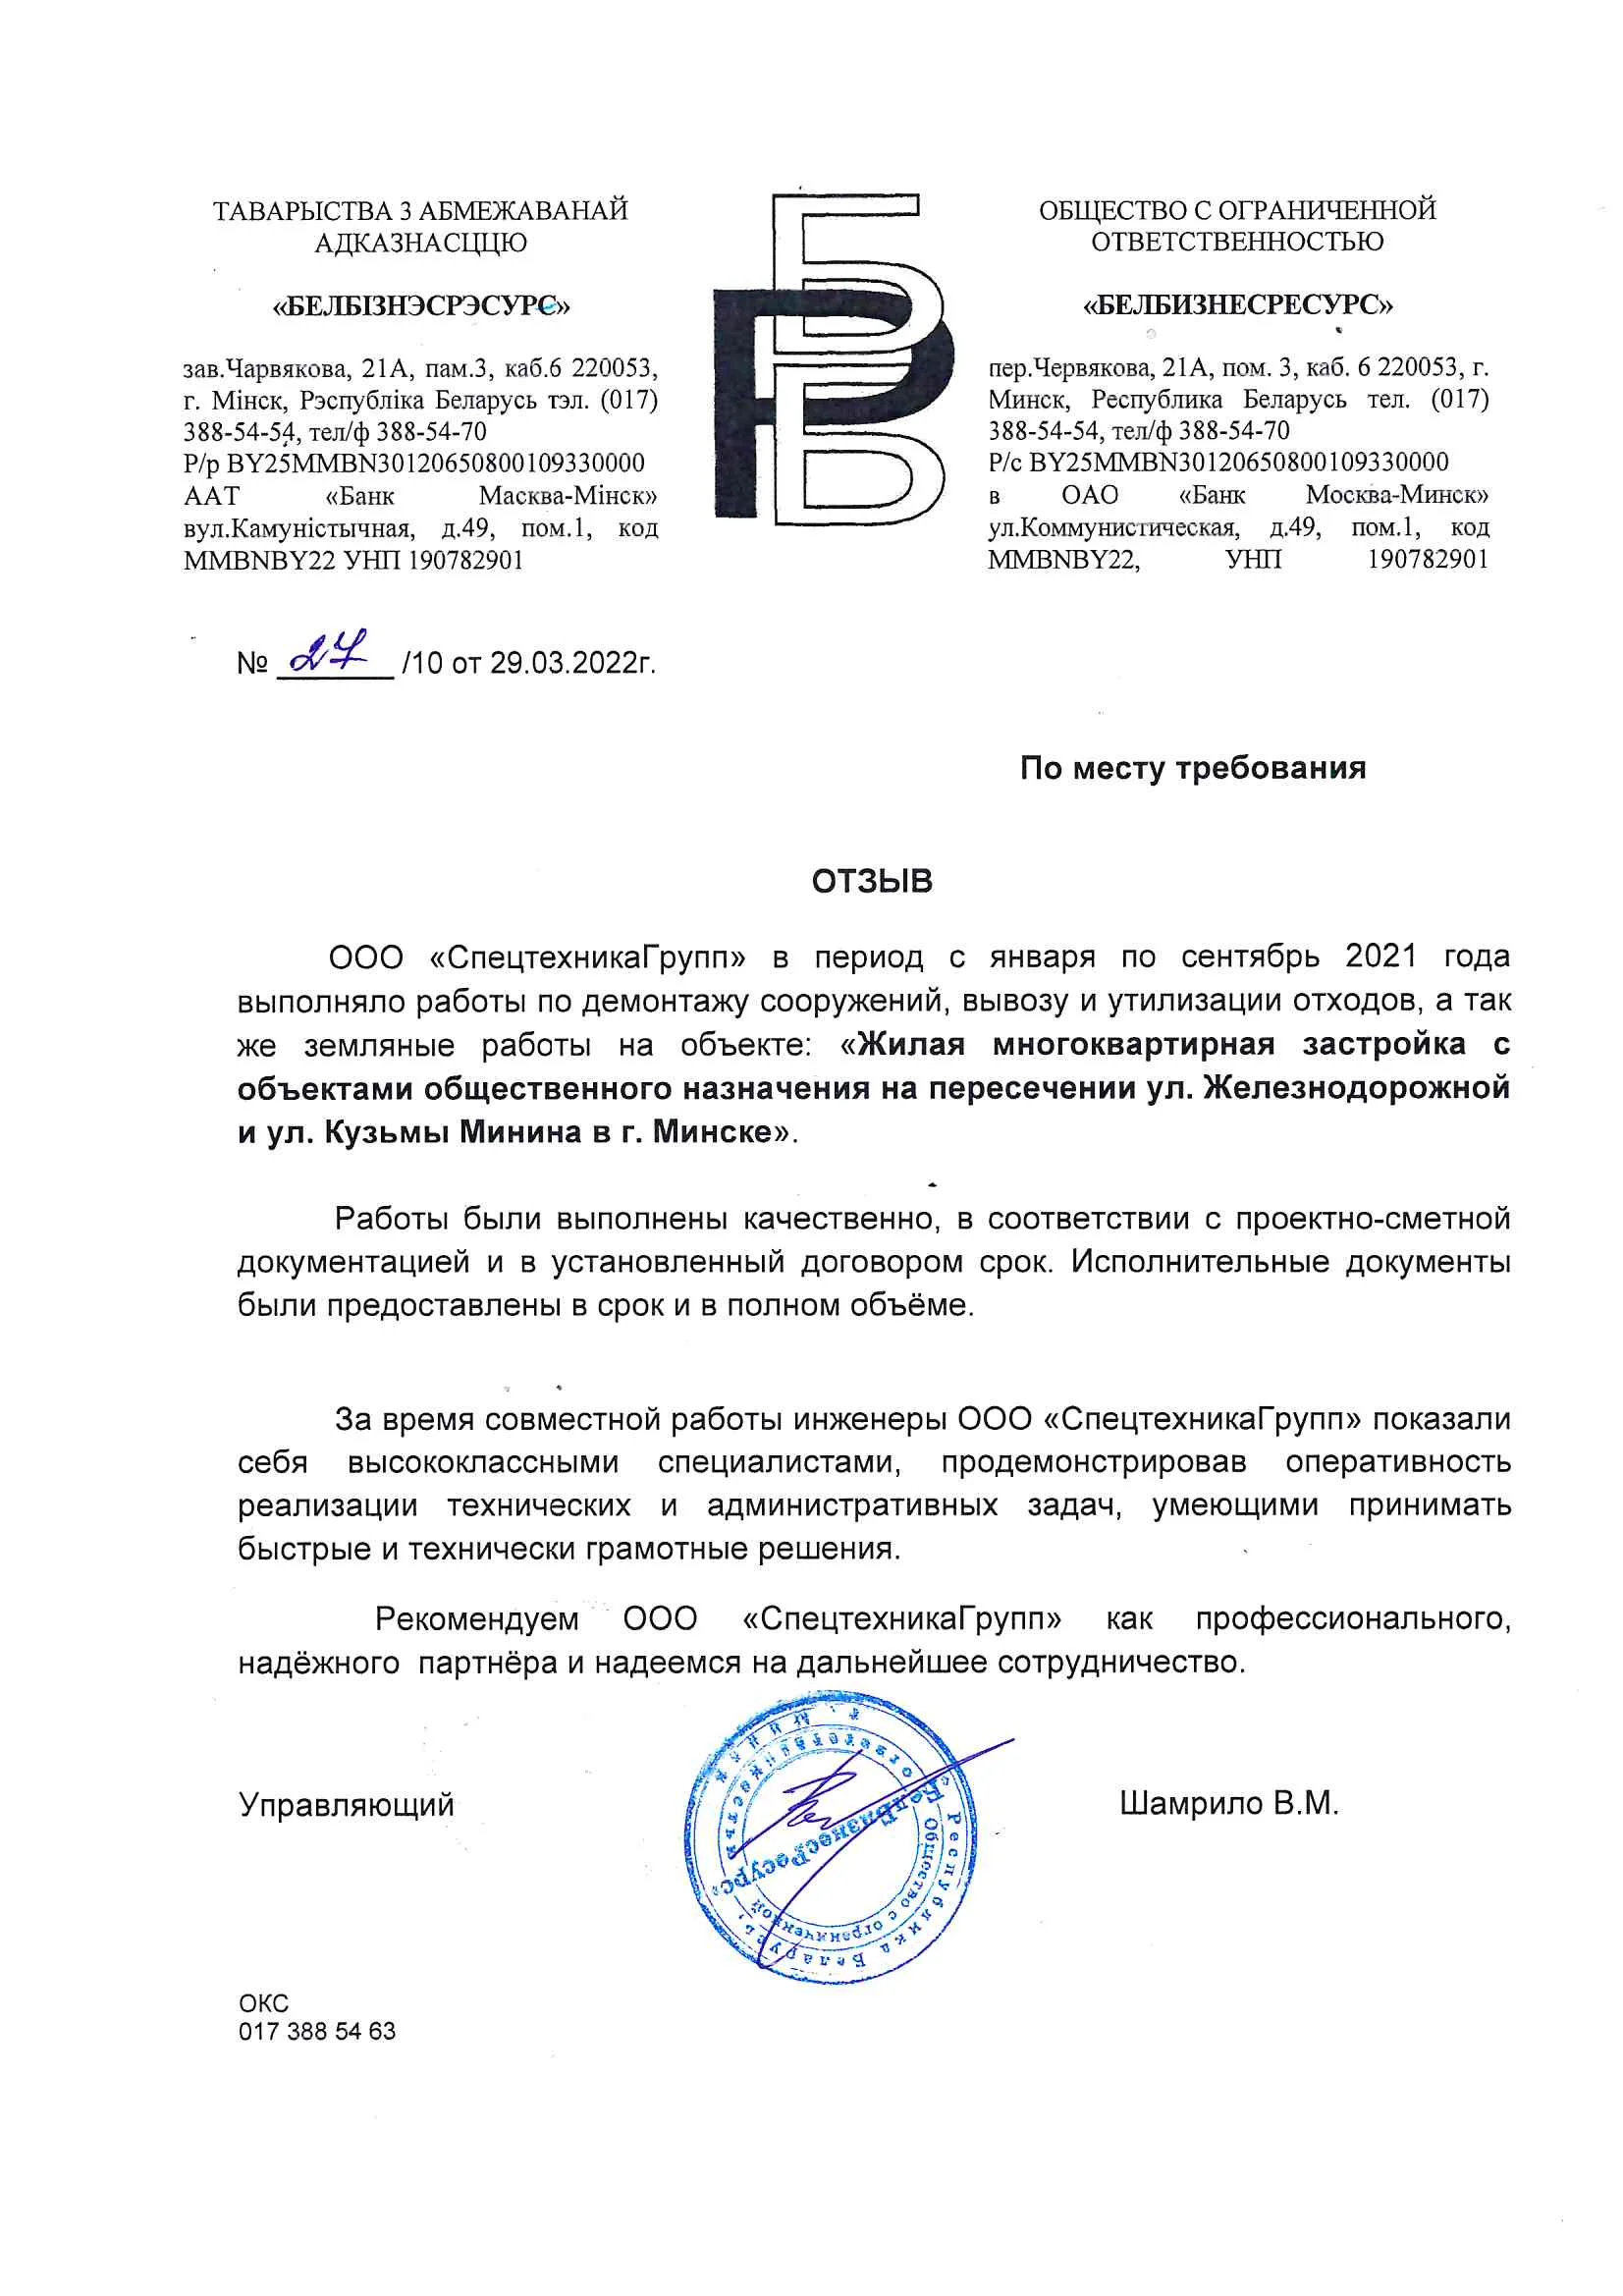 ТАВАРЫСТВА З АБМЕЖАВАНАЙ
АДКАЗНАСЦЦЮ
«БЕЛБІЗНЭСРЭСУРС»
зав.Чарвякова, 21А, пам.3, каб.6 220053,
г. Мінск, Рэспубліка Беларусь тэл. (017)
388-54-54, тел/ф 388-54-70
Р/р BY25MMBN30120650800109330000
ААТ «Банк Масква-Мінск»
вул.Камуністычная, д.49, пом.1, код
MMBNBY22 УНП 190782901
ББР
ОБЩЕСТВО С ОГРАНИЧЕННОЙ
ОТВЕТСТВЕННОСТЬЮ
«БЕЛБИЗНЕСРЕСУРС»
пер.Червякова, 21А, пом. 3, каб. 6 220053, г.
Минск, Республика Беларусь тел. (017)
388-54-54, тел/ф 388-54-70
Р/с BY25MMBN30120650800109330000
в ОАО «Банк Москва-Минск»
ул.Коммунистическая, д.49, пом.1, код
MMBNBY22, УНП 190782901
№ 27 /10 от 29.03.2022г.
По месту требования
ОТЗЫВ
ООО «СпецтехникаГрупп» в период с января по сентябрь 2021 года
выполняло работы по демонтажу сооружений, вывозу и утилизации отходов, а так
же земляные работы на объекте: «Жилая многоквартирная застройка с
объектами общественного назначения на пересечении ул. Железнодорожной
и ул. Кузьмы Минина в г. Минске».
Работы были выполнены качественно, в соответствии с проектно-сметной
документацией и в установленный договором срок. Исполнительные документы
были предоставлены в срок и в полном объёме.
За время совместной работы инженеры ООО «СпецтехникаГрупп» показали
себя высококлассными специалистами, продемонстрировав оперативность
реализации технических и административных задач, умеющими принимать
быстрые и технически грамотные решения.
Рекомендуем ООО «СпецтехникаГрупп» как профессионального,
надёжного партнёра и надеемся на дальнейшее сотрудничество.
Управляющий
Шамрило В.М.
Республика Беларусь, г. Минск
Общество с ограниченной ответственностью
«БелБизнесРесурс»
ОКС
017 388 54 63